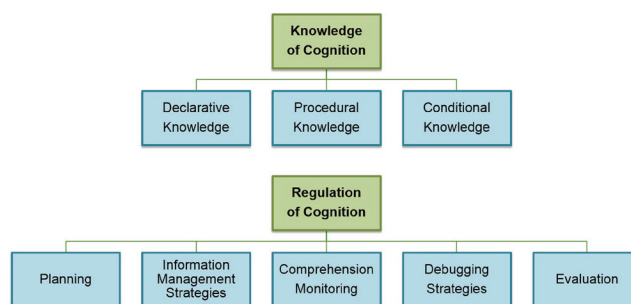 Knowledge
of Cognition
Declarative
Knowledge
Procedural
Knowledge
Conditional
Knowledge
Regulation
of Cognition
Planning
Information
Management
Strategies
Comprehension
Monitoring
Debugging
Strategies
Evaluation